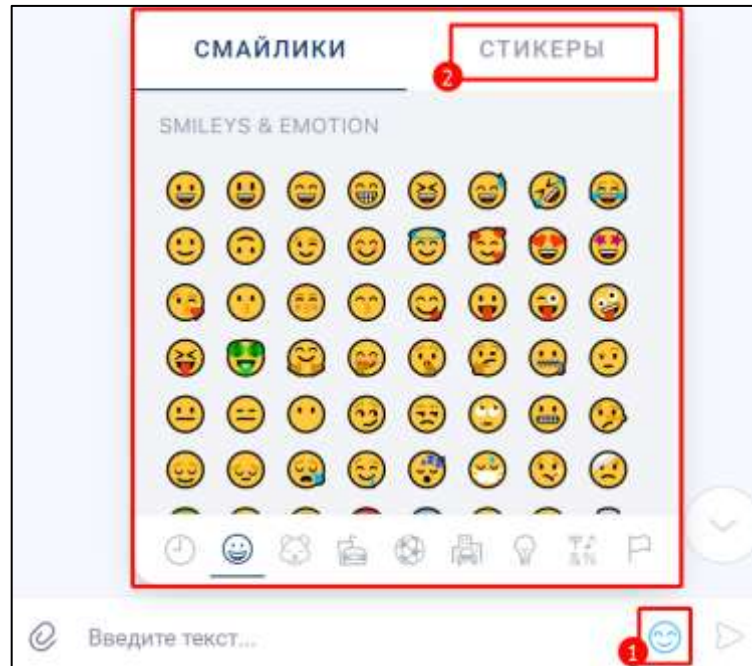 СМАЙЛИКИ СТИКЕРЫ
2
SMILEYS & EMOTION
Введите текст...
1